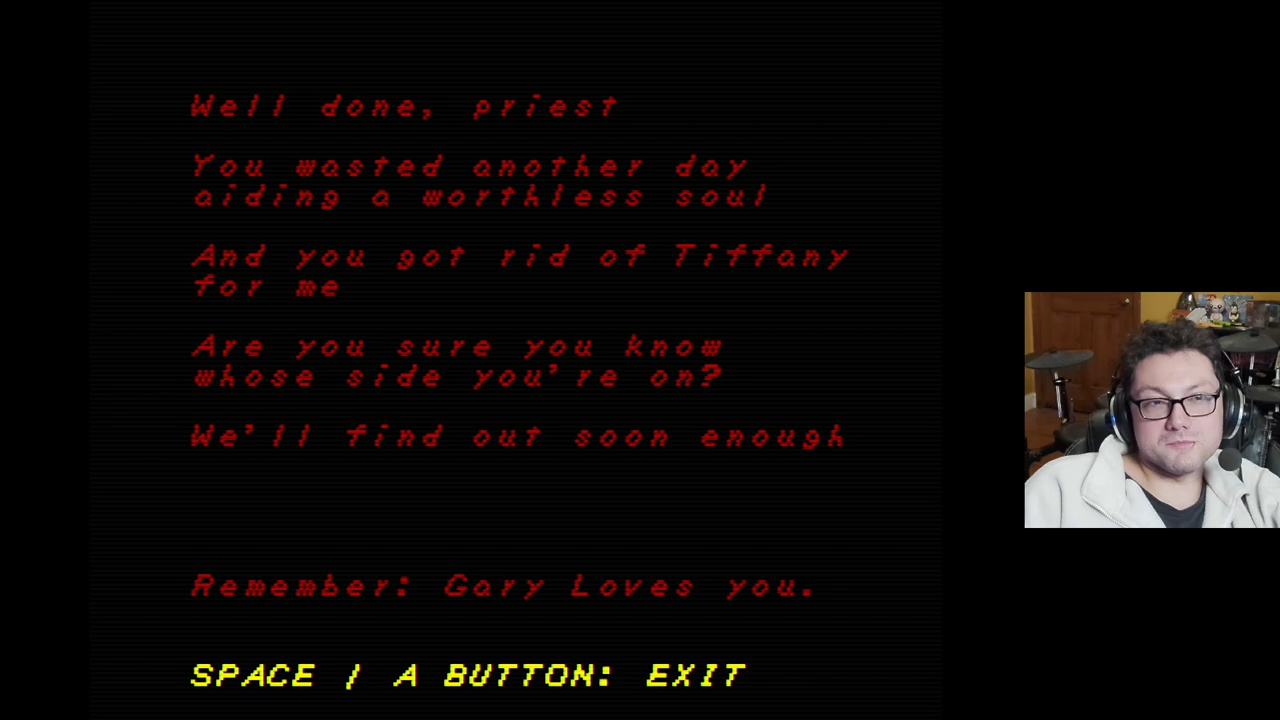 Well done, priest
You wasted another day
aiding a worthless soul
And you got rid of Tiffany
for me
Are you sure you know
whose side you're on?
We'll find out soon enough
Remember: Gary Loves you.
SPACE / A BUTTON: EXIT